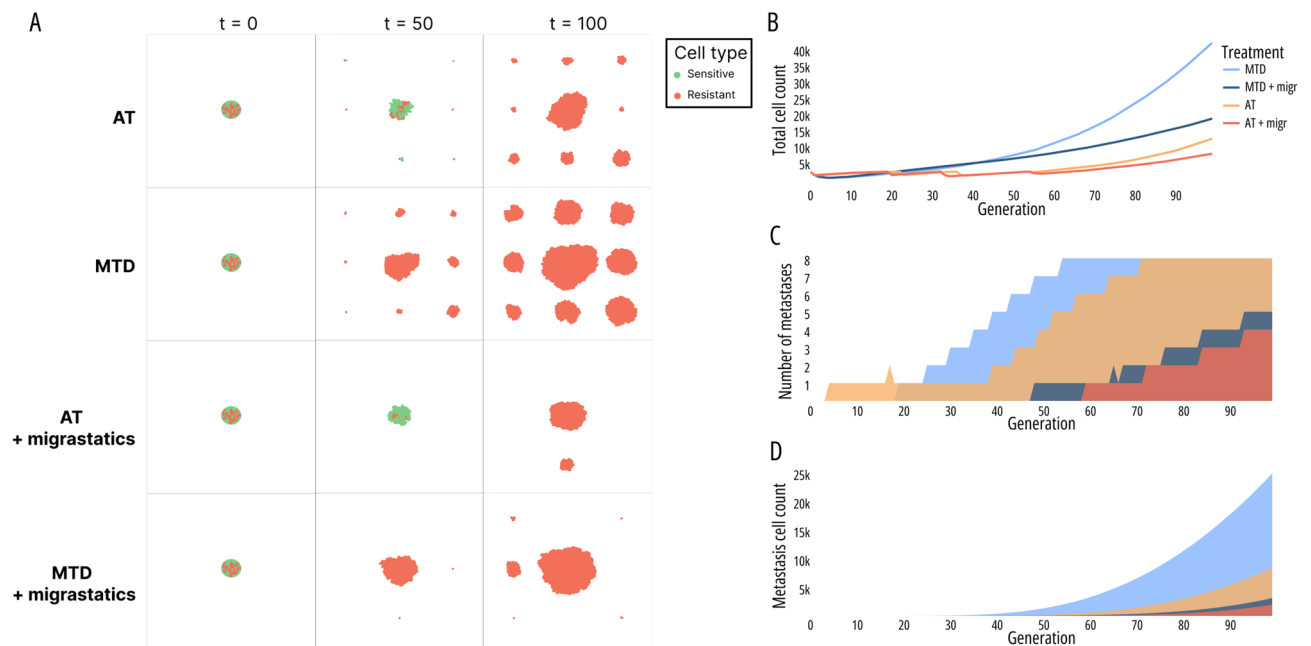 A
t = 0
t = 50
t = 100
Cell type
Sensitive
Resistant
AT
MTD
AT
+ migrastatics
MTD
+ migrastatics
B
Total cell count
40k
35k
30k
25k
20k
15k
10k
5k
0 10 20 30 40 50 60 70 80 90
Generation
Treatment
MTD
MTD + migr
AT
AT + migr
C
Number of metastases
8
7
6
5
4
3
2
1
0 10 20 30 40 50 60 70 80 90
Generation
D
Metastasis cell count
25k
20k
15k
10k
5k
0 10 20 30 40 50 60 70 80 90
Generation